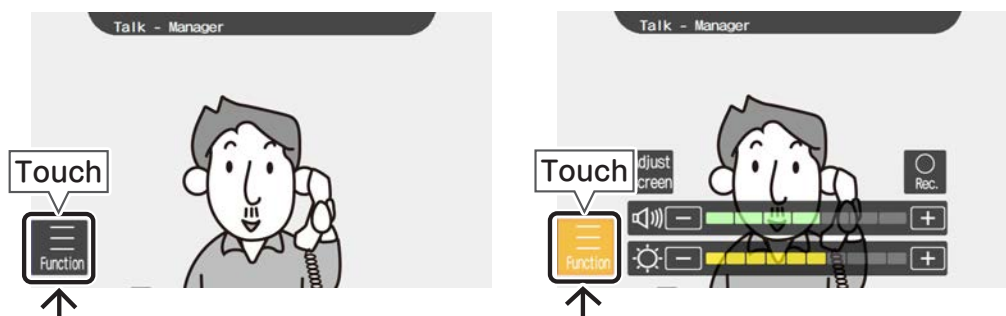 Talk - Manager
Touch
Function
Talk - Manager
Touch
djust
creen
Rec.
Function